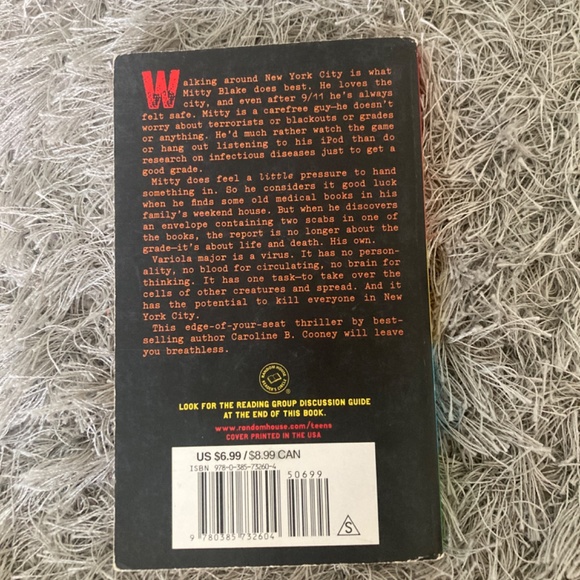 Walking around New York City is what
Mitty Blake does best. He loves the
city, and even after 9/11 he's always
felt safe. Mitty is a carefree guy—he doesn't
worry about terrorists or blackouts or grades
or anything. He'd much rather watch the game
or hang out listening to his iPod than do
research on infectious diseases just to get a
good grade.
Mitty does feel a little pressure to hand
something in. So he considers it good luck
when he finds some old medical books in his
family's weekend house. But when he discovers
an envelope containing two scabs in one of
the books, the report is no longer about the
grade—it's about life and death. His own.
Variola major is a virus. It has no person-
ality, no blood for circulating, no brain for
thinking. It has one task—to take over the
cells of other creatures and spread. And it
has the potential to kill everyone in New
York City.
This edge-of-your-seat thriller by best-
selling author Caroline B. Cooney will leave
you breathless.
RANDOM HOUSE
READER'S CIRCLE
®
LOOK FOR THE READING GROUP DISCUSSION GUIDE
AT THE END OF THIS BOOK.
www.randomhouse.com/teens
COVER PRINTED IN THE USA
US $6.99 / $8.99 CAN
ISBN 978-0-385-73260-4
50699
9 780385 732604
S